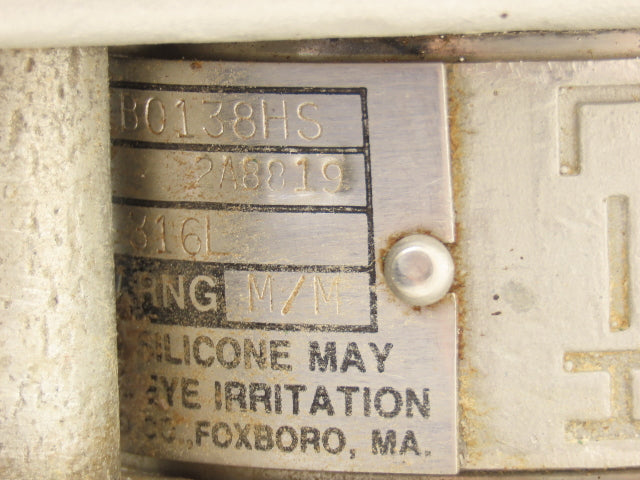 B0138HS
2A8819
316L
RNG M/M
SILICONE MAY
EYE IRRITATION
CO., FOXBORO, MA.